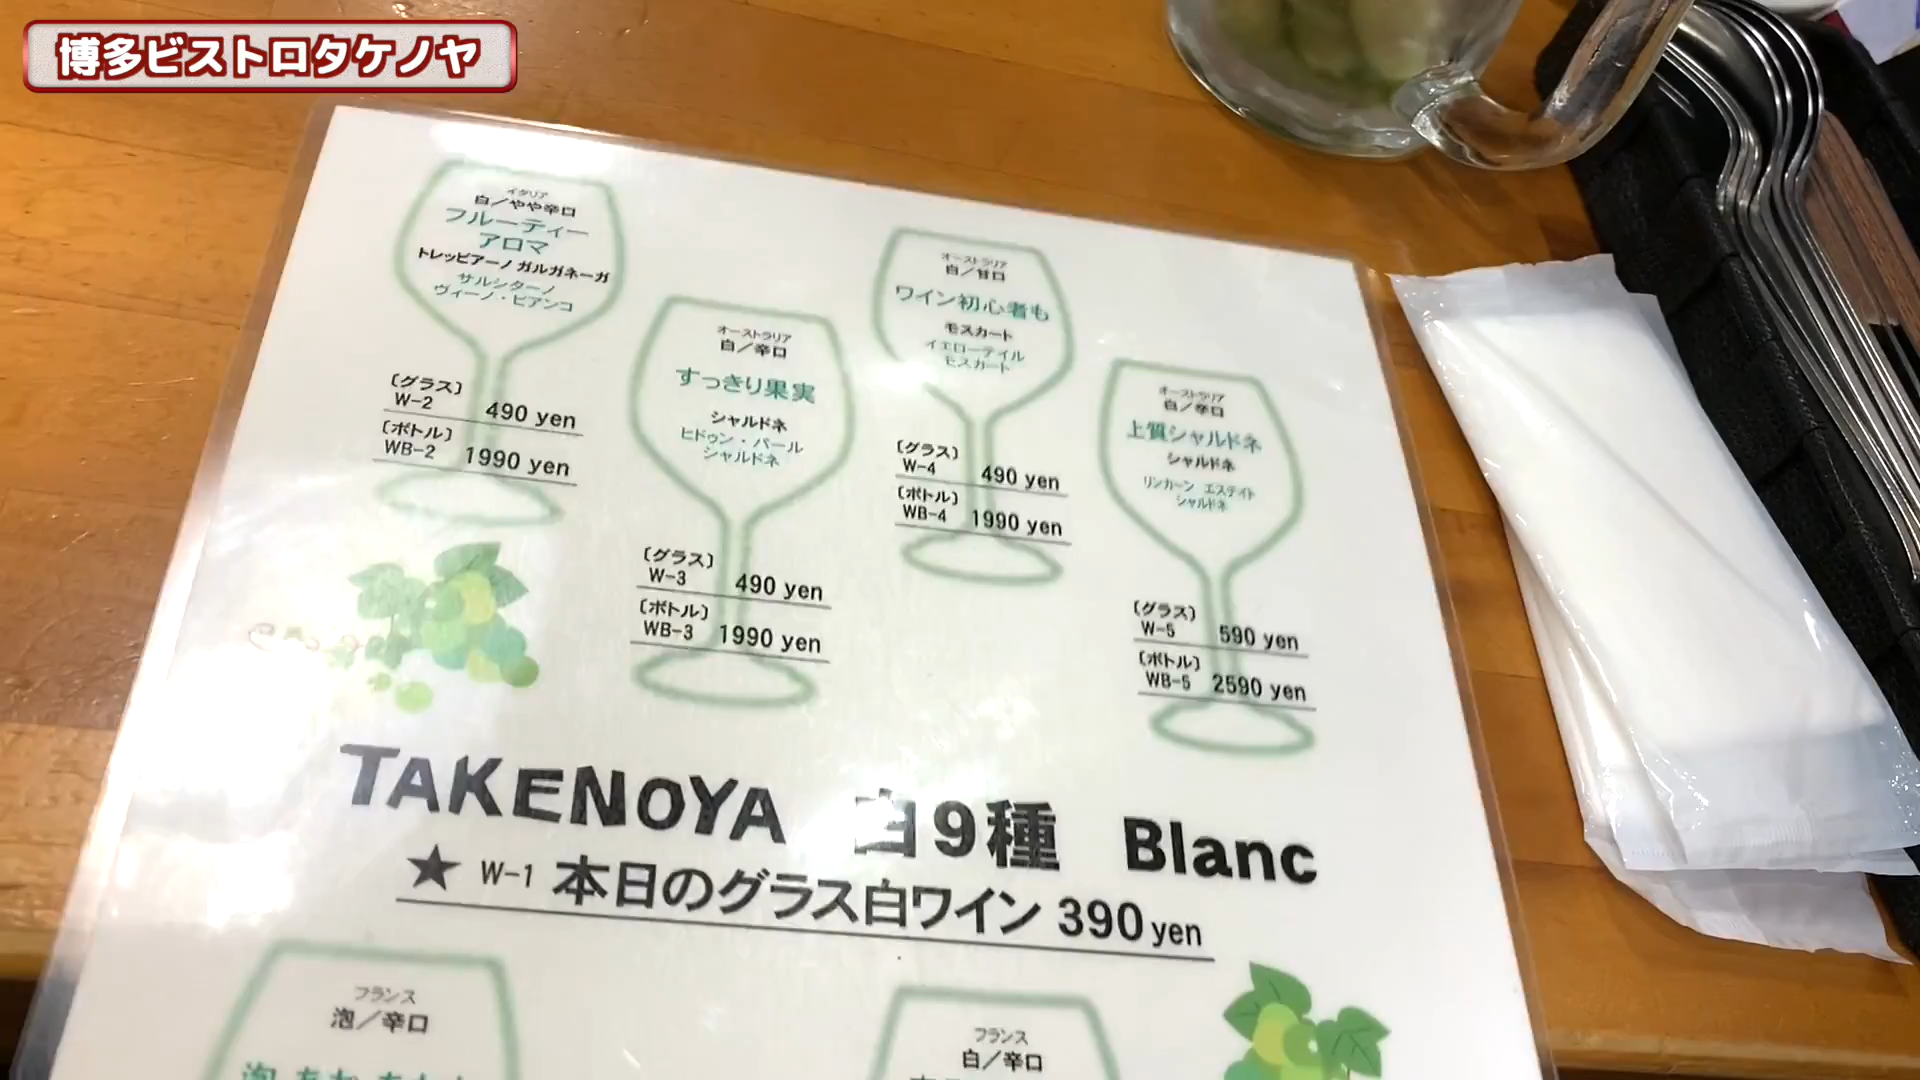 博多ビストロタケノヤ
イタリア
白/やや辛口
フルーティー
アロマ
トレッビアーノ ガルガネーガ
サルシターノ
ヴィーノ・ビアンコ
〔グラス〕
W-2 490 yen
〔ボトル〕
WB-2 1990 yen
オーストラリア
白/辛口
すっきり果実
シャルドネ
ヒドゥン・パール
シャルドネ
〔グラス〕
W-3 490 yen
〔ボトル〕
WB-3 1990 yen
オーストラリア
白/甘口
ワイン初心者も
モスカート
イエローテイル
モスカート
〔グラス〕
W-4 490 yen
〔ボトル〕
WB-4 1990 yen
オーストラリア
白/辛口
上質シャルドネ
シャルドネ
リンカーン エステイト
シャルドネ
〔グラス〕
W-5 590 yen
〔ボトル〕
WB-5 2590 yen
TAKENOYA 白9種 Blanc
★ W-1 本日のグラス白ワイン 390yen
フランス
泡/辛口
フランス
白/辛口